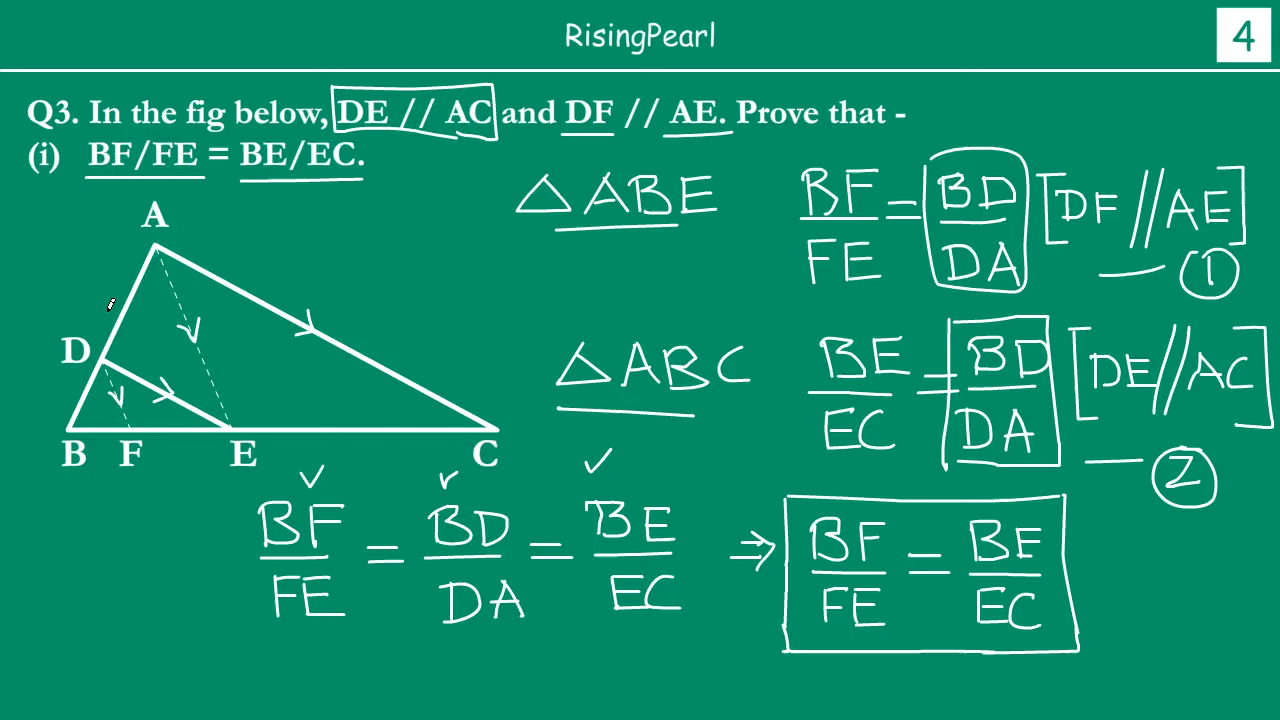 RisingPearl
4
Q3. In the fig below, DE // AC and DF // AE. Prove that -
(i) BF/FE = BE/EC.
△ABE
BF/FE = BD/DA [DF // AE]
— ①
△ABC
BE/EC = BD/DA [DE // AC]
— ②
A
D
B F E C
✓ ✓ ✓
BF/FE = BD/DA = BE/EC ⇒ BF/FE = BE/EC